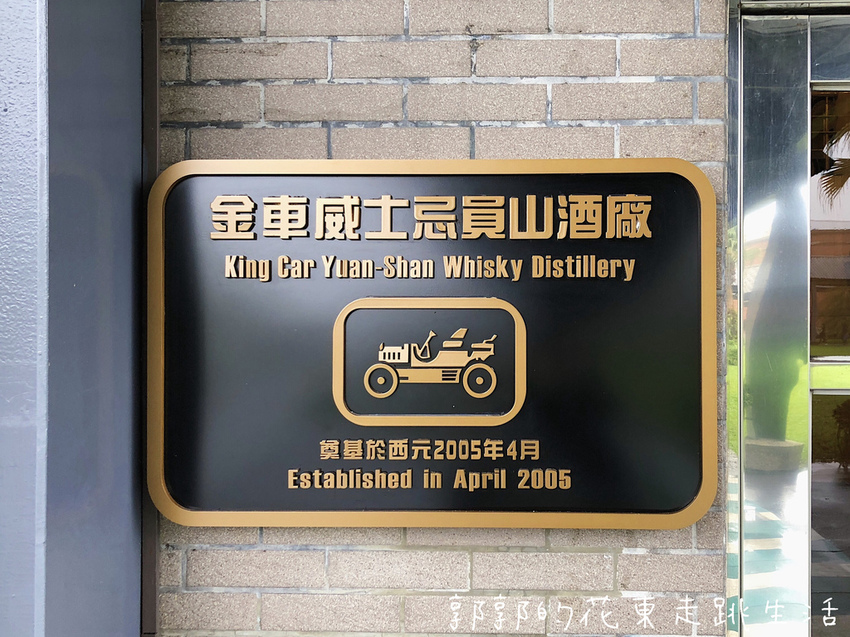 金車威士忌員山酒廠
King Car Yuan-Shan Whisky Distillery
奠基於西元2005年4月
Established in April 2005
郭郭的花東走跳生活